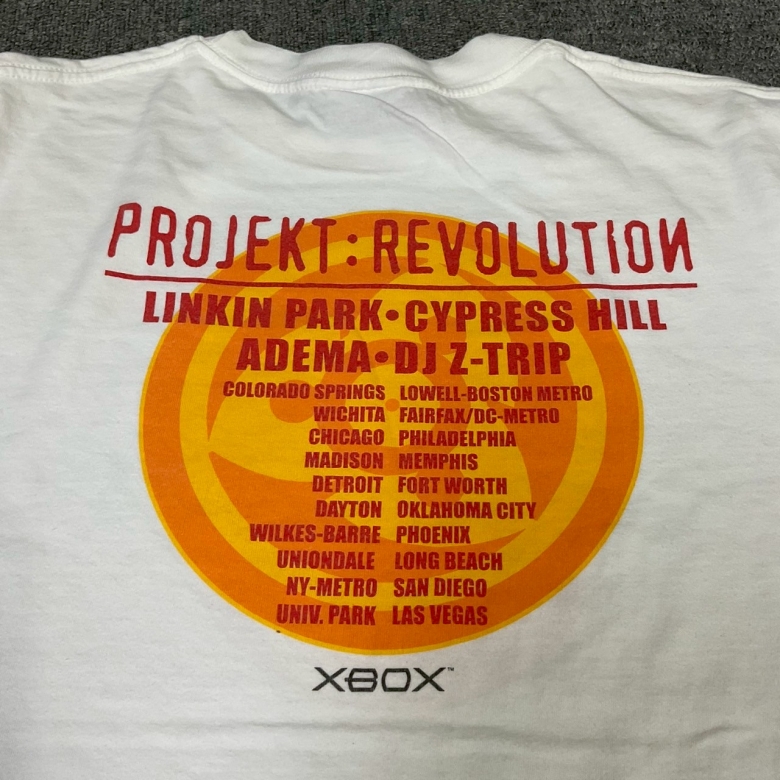 PROJEKT:REVOLUTION
LINKIN PARK•CYPRESS HILL
ADEMA•DJ Z-TRIP
COLORADO SPRINGS LOWELL-BOSTON METRO
WICHITA FAIRFAX/DC-METRO
CHICAGO PHILADELPHIA
MADISON MEMPHIS
DETROIT FORT WORTH
DAYTON OKLAHOMA CITY
WILKES-BARRE PHOENIX
UNIONDALE LONG BEACH
NY-METRO SAN DIEGO
UNIV. PARK LAS VEGAS
XBOX™